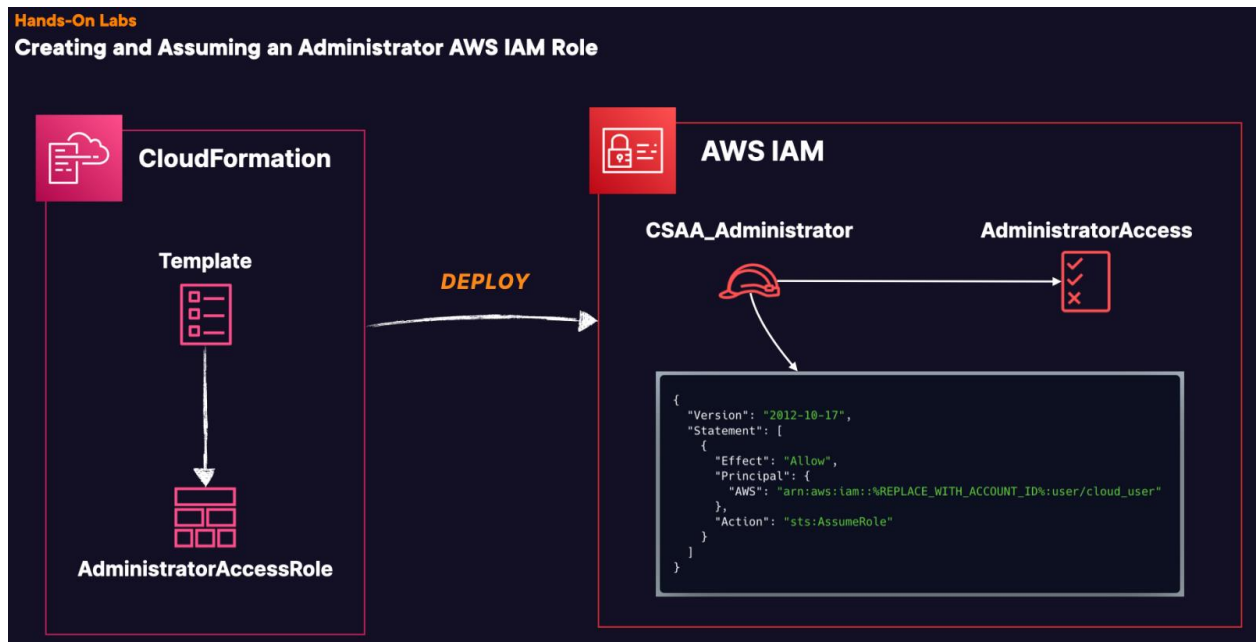 Hands-On Labs
Creating and Assuming an Administrator AWS IAM Role
CloudFormation
Template
AdministratorAccessRole
DEPLOY
AWS IAM
CSAA_Administrator
AdministratorAccess
{
"Version": "2012-10-17",
"Statement": [
{
"Effect": "Allow",
"Principal": {
"AWS": "arn:aws:iam::%REPLACE_WITH_ACCOUNT_ID%:user/cloud_user"
},
"Action": "sts:AssumeRole"
}
]
}